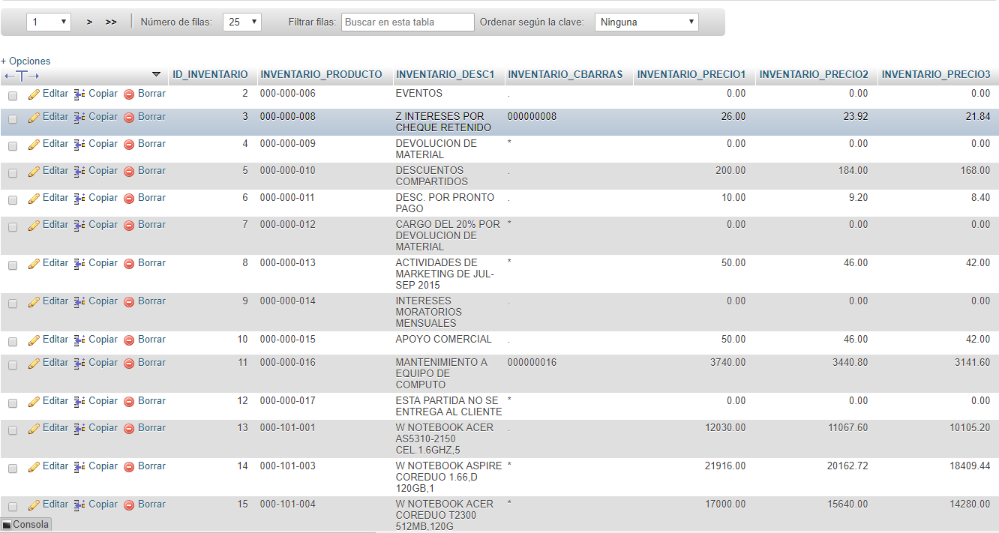 1 > >> Número de filas: 25 Filtrar filas: Buscar en esta tabla Ordenar según la clave: Ninguna
+ Opciones
←T→ ID_INVENTARIO INVENTARIO_PRODUCTO INVENTARIO_DESC1 INVENTARIO_CBARRAS INVENTARIO_PRECIO1 INVENTARIO_PRECIO2 INVENTARIO_PRECIO3
Editar Copiar Borrar 2 000-000-006 EVENTOS . 0.00 0.00 0.00
Editar Copiar Borrar 3 000-000-008 Z INTERESES POR 000000008 26.00 23.92 21.84
CHEQUE RETENIDO
Editar Copiar Borrar 4 000-000-009 DEVOLUCION DE * 0.00 0.00 0.00
MATERIAL
Editar Copiar Borrar 5 000-000-010 DESCUENTOS . 200.00 184.00 168.00
COMPARTIDOS
Editar Copiar Borrar 6 000-000-011 DESC. POR PRONTO . 10.00 9.20 8.40
PAGO
Editar Copiar Borrar 7 000-000-012 CARGO DEL 20% POR * 0.00 0.00 0.00
DEVOLUCION DE
MATERIAL
Editar Copiar Borrar 8 000-000-013 ACTIVIDADES DE * 50.00 46.00 42.00
MARKETING DE JUL-
SEP 2015
Editar Copiar Borrar 9 000-000-014 INTERESES . 0.00 0.00 0.00
MORATORIOS
MENSUALES
Editar Copiar Borrar 10 000-000-015 APOYO COMERCIAL . 50.00 46.00 42.00
Editar Copiar Borrar 11 000-000-016 MANTENIMIENTO A 000000016 3740.00 3440.80 3141.60
EQUIPO DE
COMPUTO
Editar Copiar Borrar 12 000-000-017 ESTA PARTIDA NO SE * 0.00 0.00 0.00
ENTREGA AL CLIENTE
Editar Copiar Borrar 13 000-101-001 W NOTEBOOK ACER . 12030.00 11067.60 10105.20
AS5310-2150
CEL.1.6GHZ,5
Editar Copiar Borrar 14 000-101-003 W NOTEBOOK ASPIRE * 21916.00 20162.72 18409.44
COREDUO 1.66,D
120GB,1
Editar Copiar Borrar 15 000-101-004 W NOTEBOOK ACER * 17000.00 15640.00 14280.00
COREDUO T2300
512MB,120G
Consola